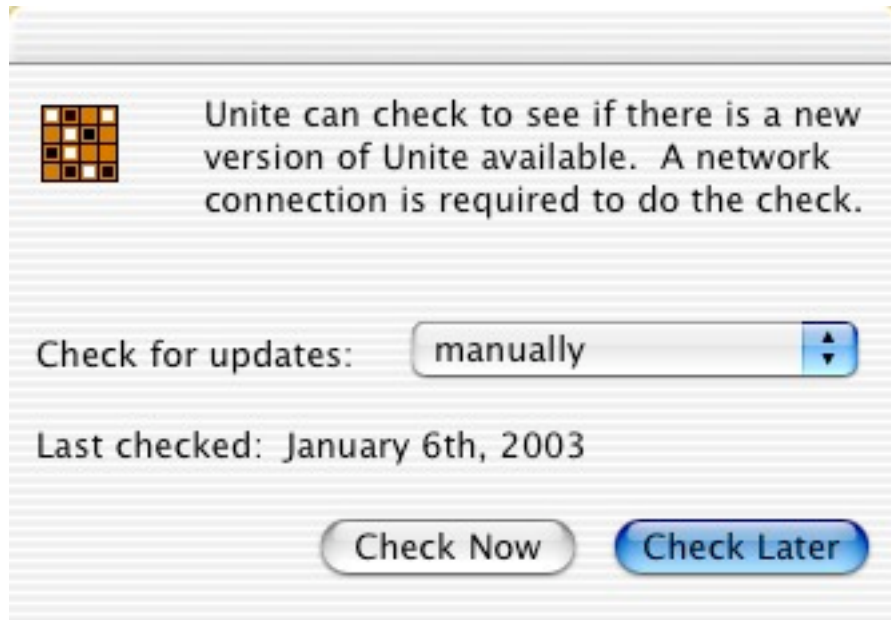 Unite can check to see if there is a new
version of Unite available.  A network
connection is required to do the check.
Check for updates: manually
Last checked:  January 6th, 2003
Check Now Check Later